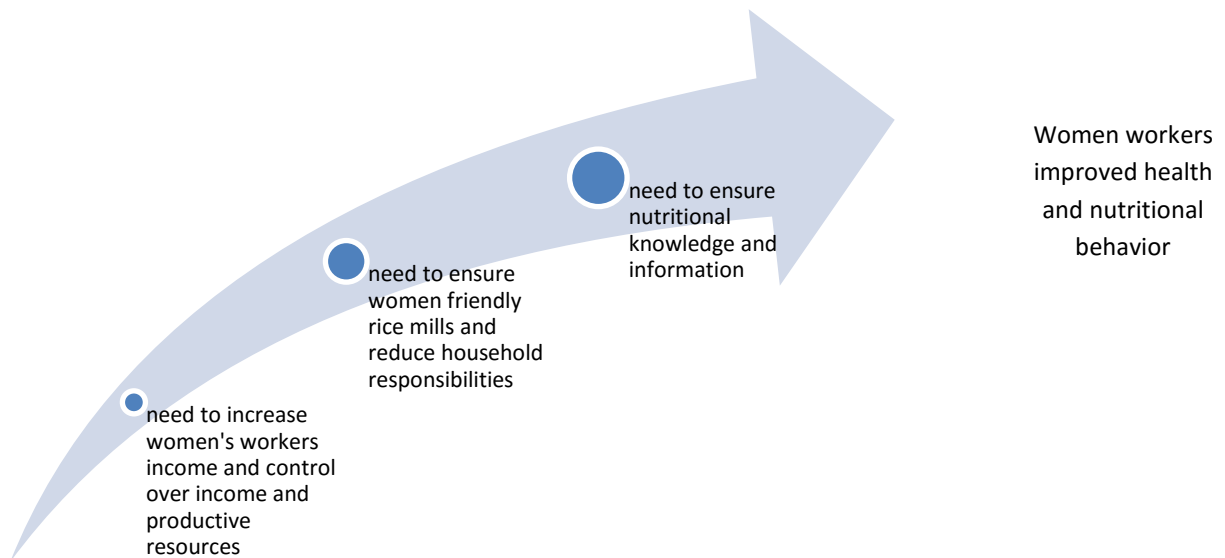 need to increase
women's workers
income and control
over income and
productive
resources
need to ensure
women friendly
rice mills and
reduce household
responsibilities
need to ensure
nutritional
knowledge and
information
Women workers
improved health
and nutritional
behavior